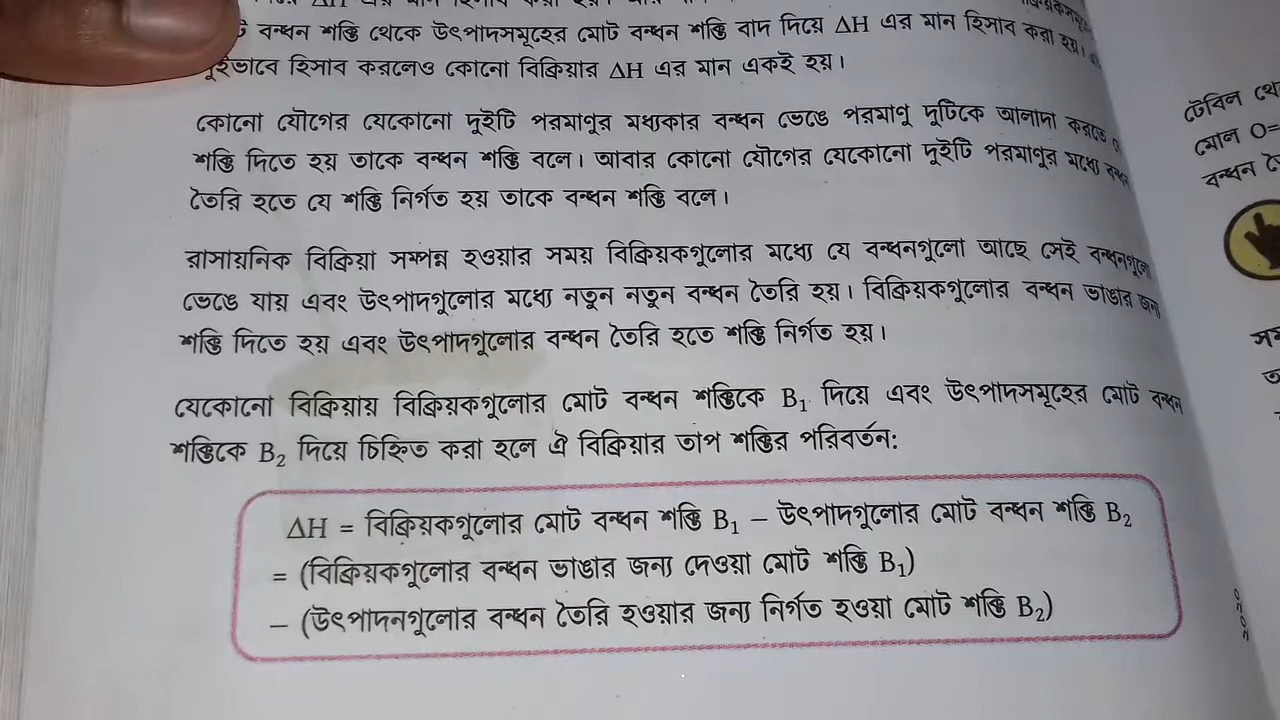 বন্ধন শক্তি থেকে উৎপাদসমূহের মোট বন্ধন শক্তি বাদ দিয়ে ΔH এর মান হিসাব করা হয়।
দুইভাবে হিসাব করলেও কোনো বিক্রিয়ার ΔH এর মান একই হয়।
কোনো যৌগের যেকোনো দুইটি পরমাণুর মধ্যকার বন্ধন ভেঙে পরমাণু দুটিকে আলাদা করতে
শক্তি দিতে হয় তাকে বন্ধন শক্তি বলে। আবার কোনো যৌগের যেকোনো দুইটি পরমাণুর মধ্যে বন্ধন
তৈরি হতে যে শক্তি নির্গত হয় তাকে বন্ধন শক্তি বলে।
রাসায়নিক বিক্রিয়া সম্পন্ন হওয়ার সময় বিক্রিয়কগুলোর মধ্যে যে বন্ধনগুলো আছে সেই বন্ধনগুলো
ভেঙে যায় এবং উৎপাদগুলোর মধ্যে নতুন নতুন বন্ধন তৈরি হয়। বিক্রিয়কগুলোর বন্ধন ভাঙার জন্য
শক্তি দিতে হয় এবং উৎপাদগুলোর বন্ধন তৈরি হতে শক্তি নির্গত হয়।
যেকোনো বিক্রিয়ায় বিক্রিয়কগুলোর মোট বন্ধন শক্তিকে B₁ দিয়ে এবং উৎপাদসমূহের মোট বন্ধন
শক্তিকে B₂ দিয়ে চিহ্নিত করা হলে ঐ বিক্রিয়ার তাপ শক্তির পরিবর্তন:
ΔH = বিক্রিয়কগুলোর মোট বন্ধন শক্তি B₁ – উৎপাদগুলোর মোট বন্ধন শক্তি B₂
= (বিক্রিয়কগুলোর বন্ধন ভাঙার জন্য দেওয়া মোট শক্তি B₁)
– (উৎপাদনগুলোর বন্ধন তৈরি হওয়ার জন্য নির্গত হওয়া মোট শক্তি B₂)
টেবিল
মোল O=
বন্ধন